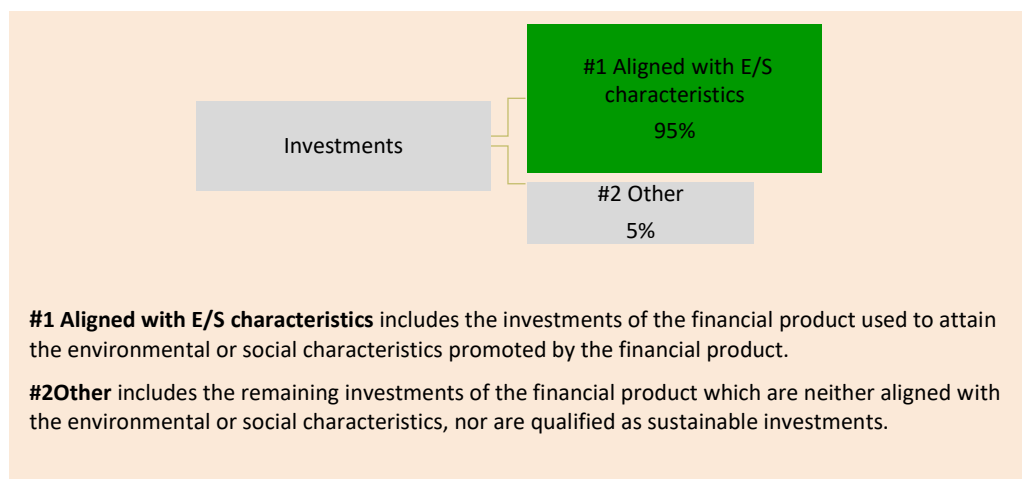 #1 Aligned with E/S
characteristics
95%
Investments
#2 Other
5%
#1 Aligned with E/S characteristics includes the investments of the financial product used to attain
the environmental or social characteristics promoted by the financial product.
#2Other includes the remaining investments of the financial product which are neither aligned with
the environmental or social characteristics, nor are qualified as sustainable investments.